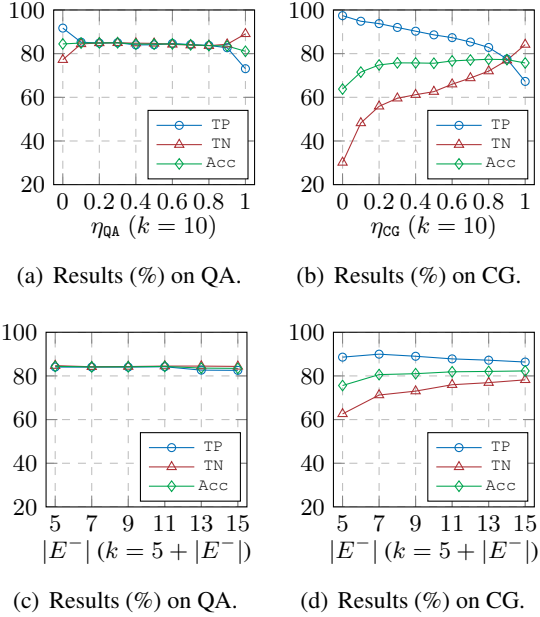 100
80
60
40
20
0 0.2 0.4 0.6 0.8 1
η_QA (k = 10)
TP
TN
Acc
(a) Results (%) on QA.
100
80
60
40
20
0 0.2 0.4 0.6 0.8 1
η_CG (k = 10)
TP
TN
Acc
(b) Results (%) on CG.
100
80
60
40
20
5 7 9 11 13 15
|E⁻| (k = 5 + |E⁻|)
TP
TN
Acc
(c) Results (%) on QA.
100
80
60
40
20
5 7 9 11 13 15
|E⁻| (k = 5 + |E⁻|)
TP
TN
Acc
(d) Results (%) on CG.